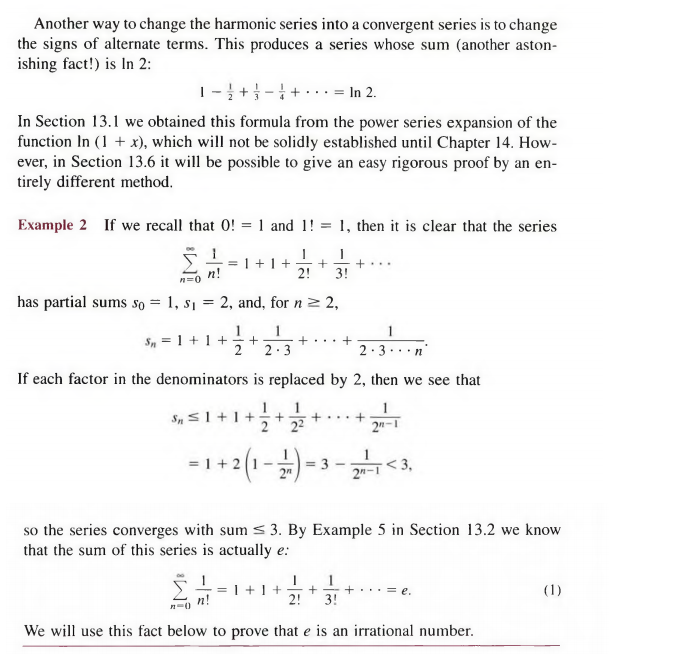 Another way to change the harmonic series into a convergent series is to change
the signs of alternate terms. This produces a series whose sum (another aston-
ishing fact!) is ln 2:
1 − 1/2 + 1/3 − 1/4 + · · · = ln 2.
In Section 13.1 we obtained this formula from the power series expansion of the
function ln (1 + x), which will not be solidly established until Chapter 14. How-
ever, in Section 13.6 it will be possible to give an easy rigorous proof by an en-
tirely different method.
Example 2 If we recall that 0! = 1 and 1! = 1, then it is clear that the series
∑_{n=0}^{∞} 1/n! = 1 + 1 + 1/2! + 1/3! + · · ·
has partial sums s₀ = 1, s₁ = 2, and, for n ≥ 2,
sₙ = 1 + 1 + 1/2 + 1/(2 · 3) + · · · + 1/(2 · 3 · · · n).
If each factor in the denominators is replaced by 2, then we see that
sₙ ≤ 1 + 1 + 1/2 + 1/2² + · · · + 1/2ⁿ⁻¹
= 1 + 2(1 − 1/2ⁿ) = 3 − 1/2ⁿ⁻¹ < 3,
so the series converges with sum ≤ 3. By Example 5 in Section 13.2 we know
that the sum of this series is actually e:
∑_{n=0}^{∞} 1/n! = 1 + 1 + 1/2! + 1/3! + · · · = e. (1)
We will use this fact below to prove that e is an irrational number.